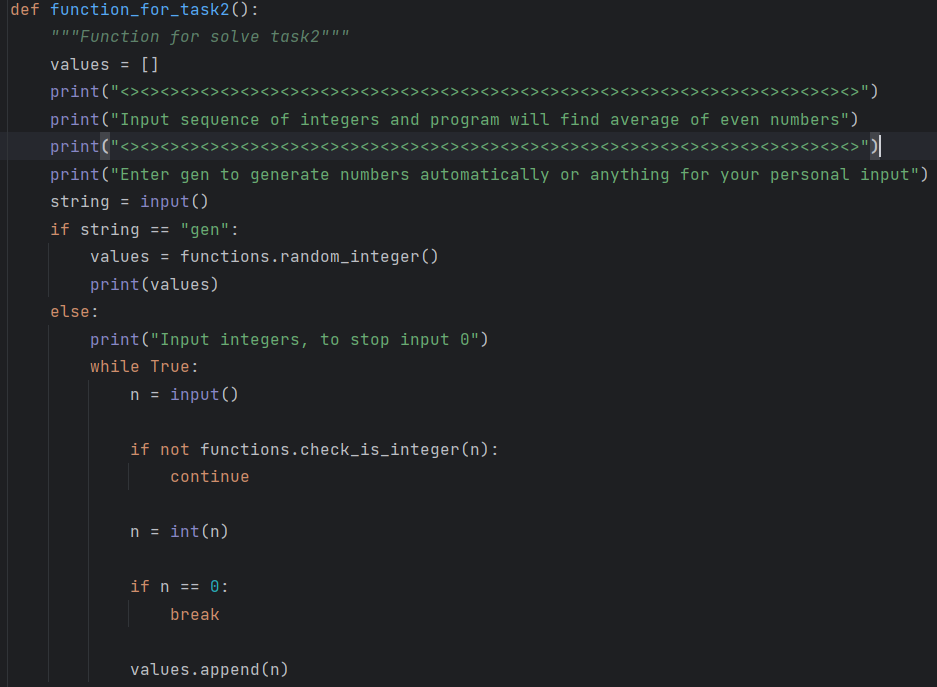 def function_for_task2():
    """Function for solve task2"""
    values = []
    print("<><><><><><><><><><><><><><><><><><><><><><><><><><><><><><><><><><><><><>")
    print("Input sequence of integers and program will find average of even numbers")
    print("<><><><><><><><><><><><><><><><><><><><><><><><><><><><><><><><><><><><><>")
    print("Enter gen to generate numbers automatically or anything for your personal input")
    string = input()
    if string == "gen":
        values = functions.random_integer()
        print(values)
    else:
        print("Input integers, to stop input 0")
        while True:
            n = input()
            if not functions.check_is_integer(n):
                continue
            n = int(n)
            if n == 0:
                break
            values.append(n)